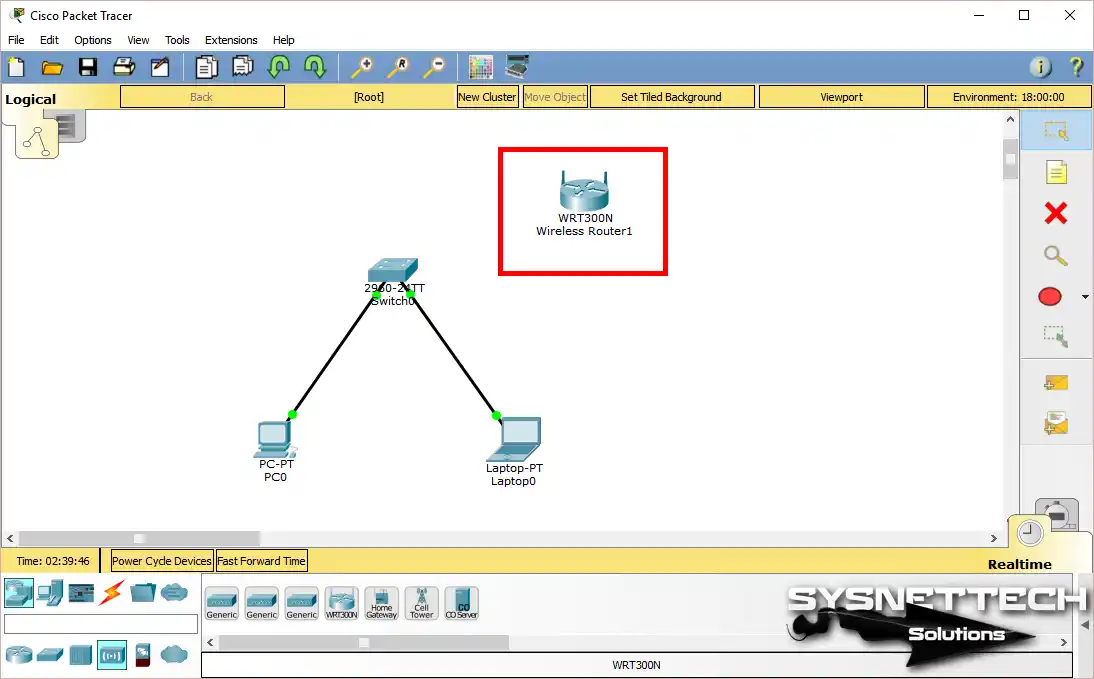 Cisco Packet Tracer
File Edit Options View Tools Extensions Help
Logical
Back
[Root]
New Cluster
Move Object
Set Tiled Background
Viewport
Environment: 18:00:00
WRT300N
Wireless Router1
2960-24TT
Switch0
PC-PT
PC0
Laptop-PT
Laptop0
Time: 02:39:46
Power Cycle Devices
Fast Forward Time
Realtime
Generic
Generic
Generic
WRT300N
Home
Gateway
Cell
Tower
CO
CO Server
WRT300N
SYSNETTECH
Solutions